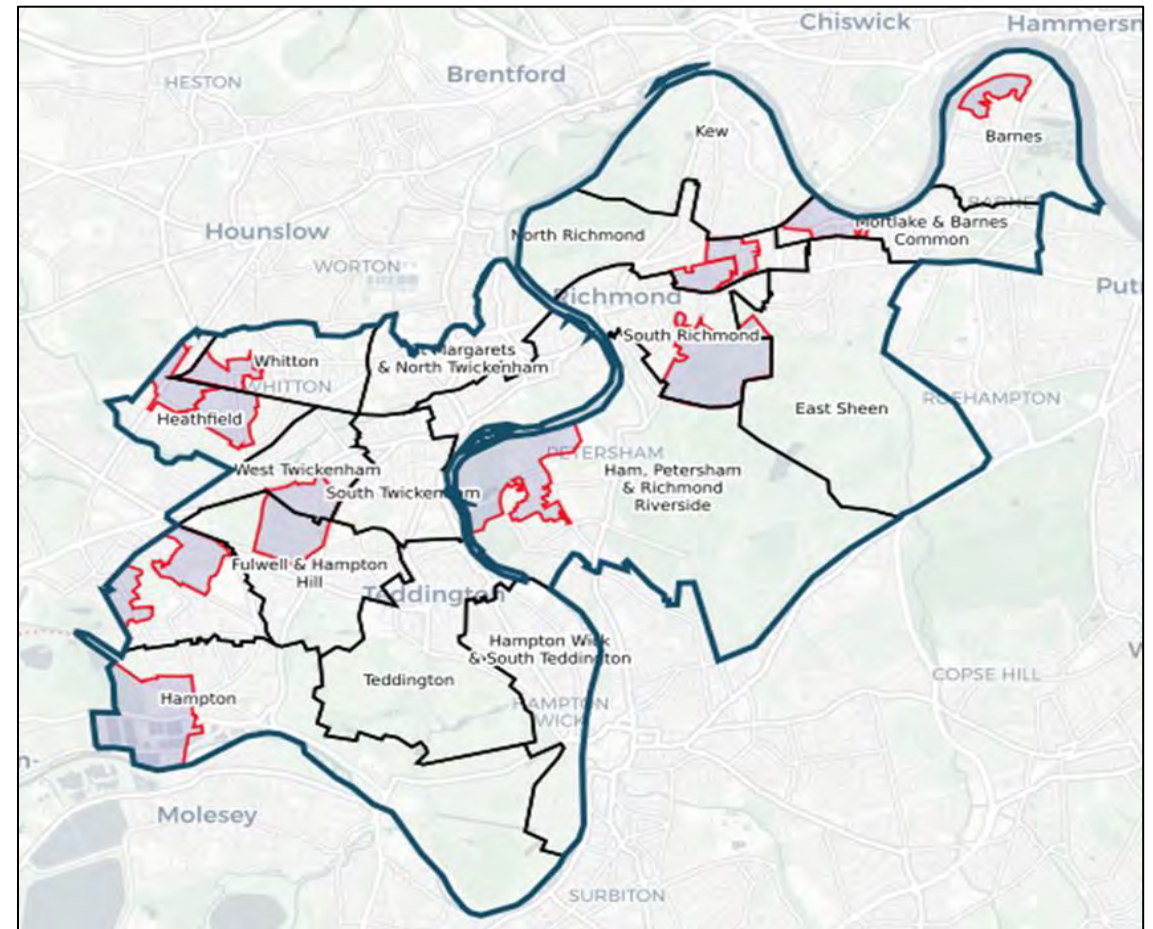 Chiswick
Hammersm
HESTON
Brentford
Kew
Barnes
BARNE
Mortlake & Barnes
Common
Hounslow
North Richmond
WORTON
Richmond
Put
South Richmond
Margarets
& North Twickenham
Whitton
WHITTON
Heathfield
East Sheen
ROEHAMPTON
West Twickenham
South Twickenham
PETERSHAM
Ham, Petersham
& Richmond
Riverside
Fulwell & Hampton
Hill
Teddington
Hampton Wick
& South Teddington
Teddington
COPSE HILL
Hampton
HAMPTON
WICK
Molesey
SURBITON